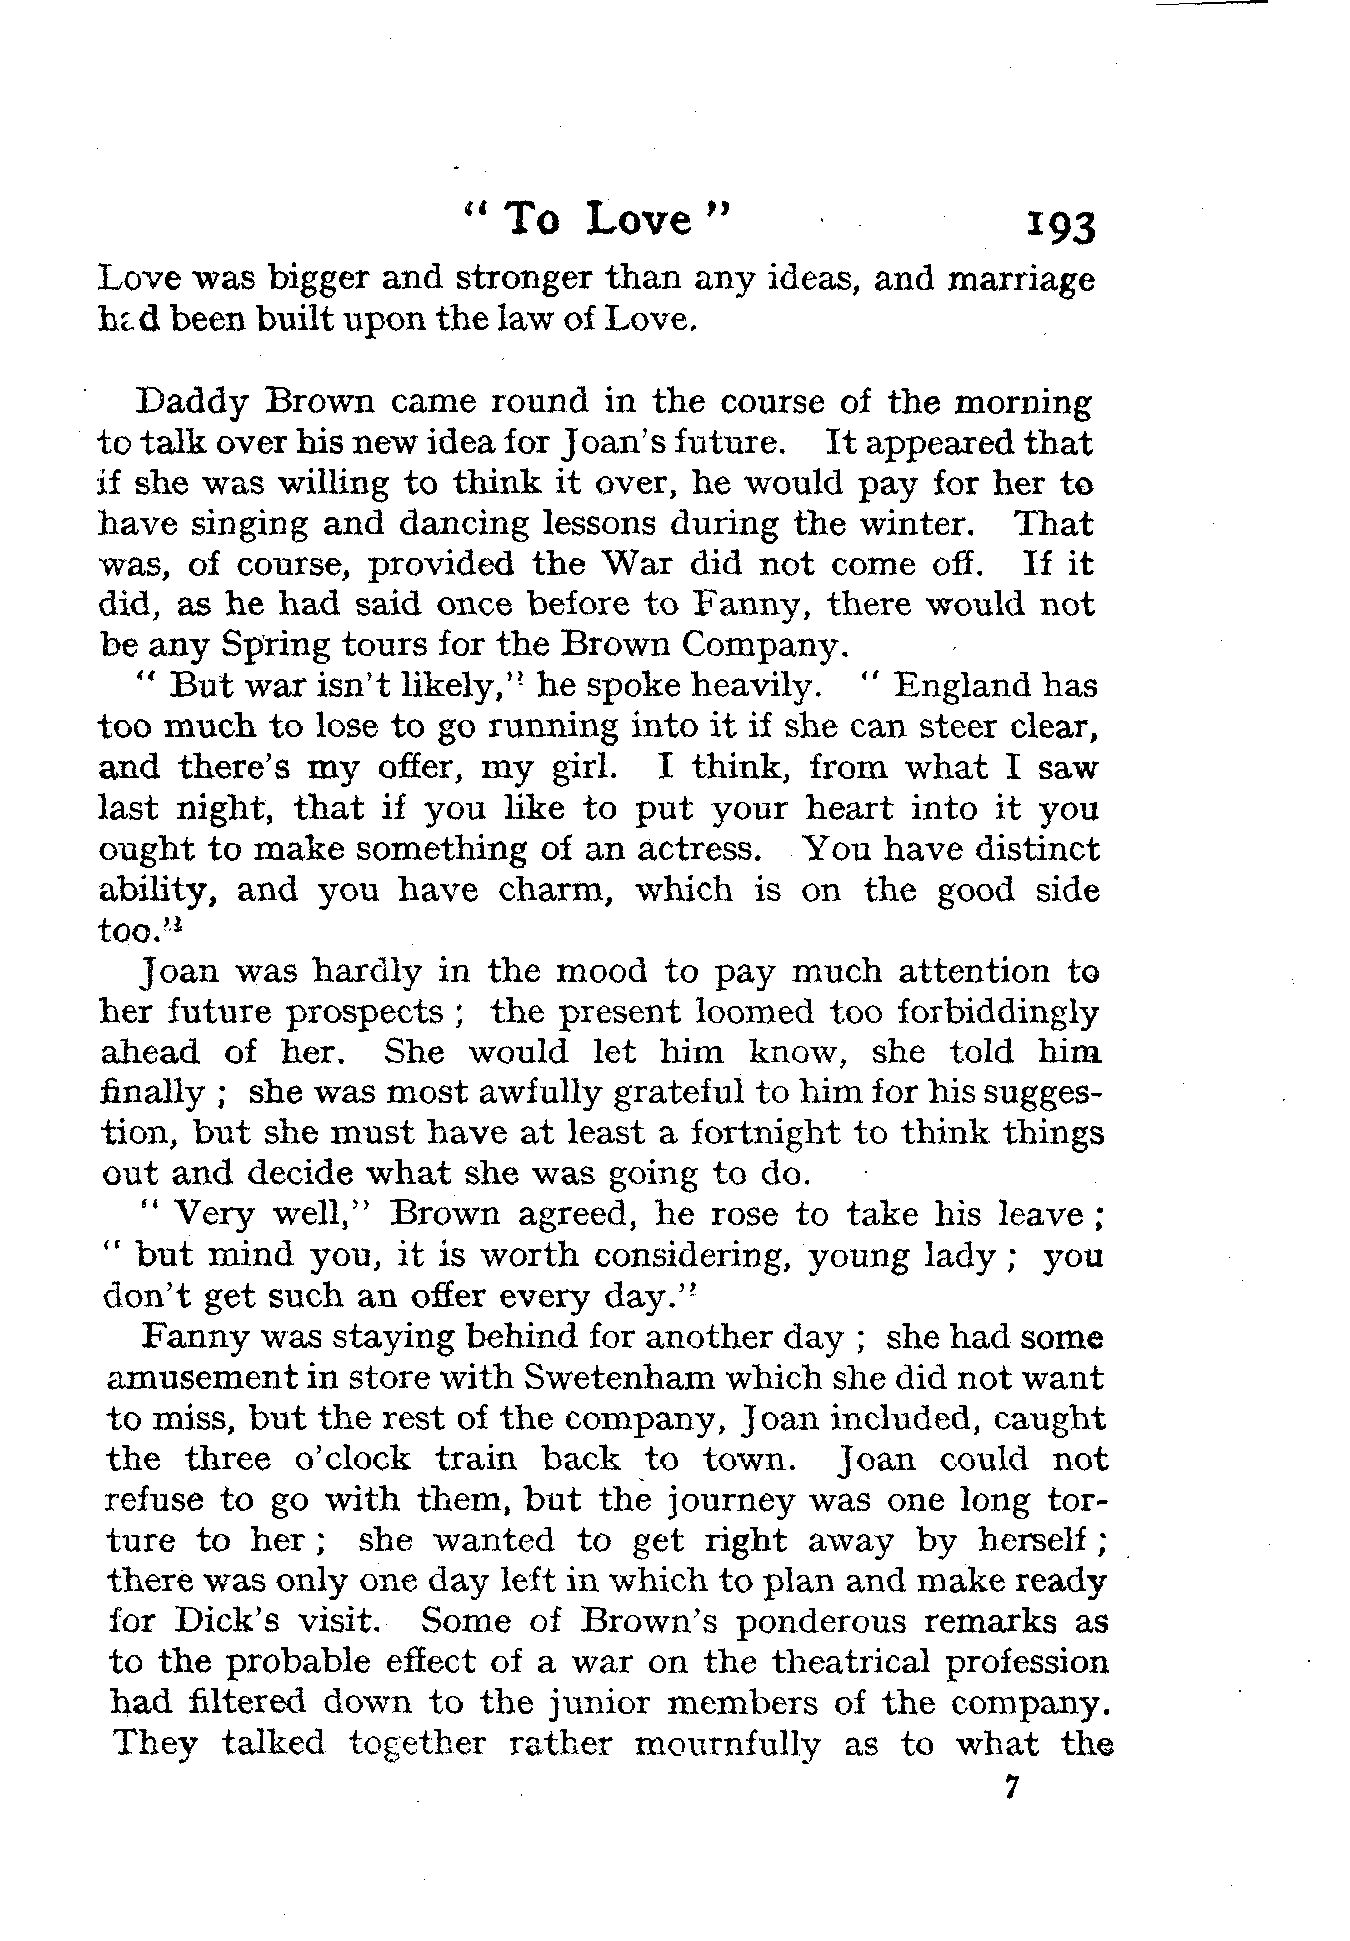 " To Love " 193
Love was bigger and stronger than any ideas, and marriage
had been built upon the law of Love.
Daddy Brown came round in the course of the morning
to talk over his new idea for Joan's future. It appeared that
if she was willing to think it over, he would pay for her to
have singing and dancing lessons during the winter. That
was, of course, provided the War did not come off. If it
did, as he had said once before to Fanny, there would not
be any Spring tours for the Brown Company.
" But war isn't likely," he spoke heavily. " England has
too much to lose to go running into it if she can steer clear,
and there's my offer, my girl. I think, from what I saw
last night, that if you like to put your heart into it you
ought to make something of an actress. You have distinct
ability, and you have charm, which is on the good side
too."
Joan was hardly in the mood to pay much attention to
her future prospects ; the present loomed too forbiddingly
ahead of her. She would let him know, she told him
finally ; she was most awfully grateful to him for his sugges-
tion, but she must have at least a fortnight to think things
out and decide what she was going to do.
" Very well," Brown agreed, he rose to take his leave ;
" but mind you, it is worth considering, young lady ; you
don't get such an offer every day."
Fanny was staying behind for another day ; she had some
amusement in store with Swetenham which she did not want
to miss, but the rest of the company, Joan included, caught
the three o'clock train back to town. Joan could not
refuse to go with them, but the journey was one long tor-
ture to her ; she wanted to get right away by herself ;
there was only one day left in which to plan and make ready
for Dick's visit. Some of Brown's ponderous remarks as
to the probable effect of a war on the theatrical profession
had filtered down to the junior members of the company.
They talked together rather mournfully as to what the
7